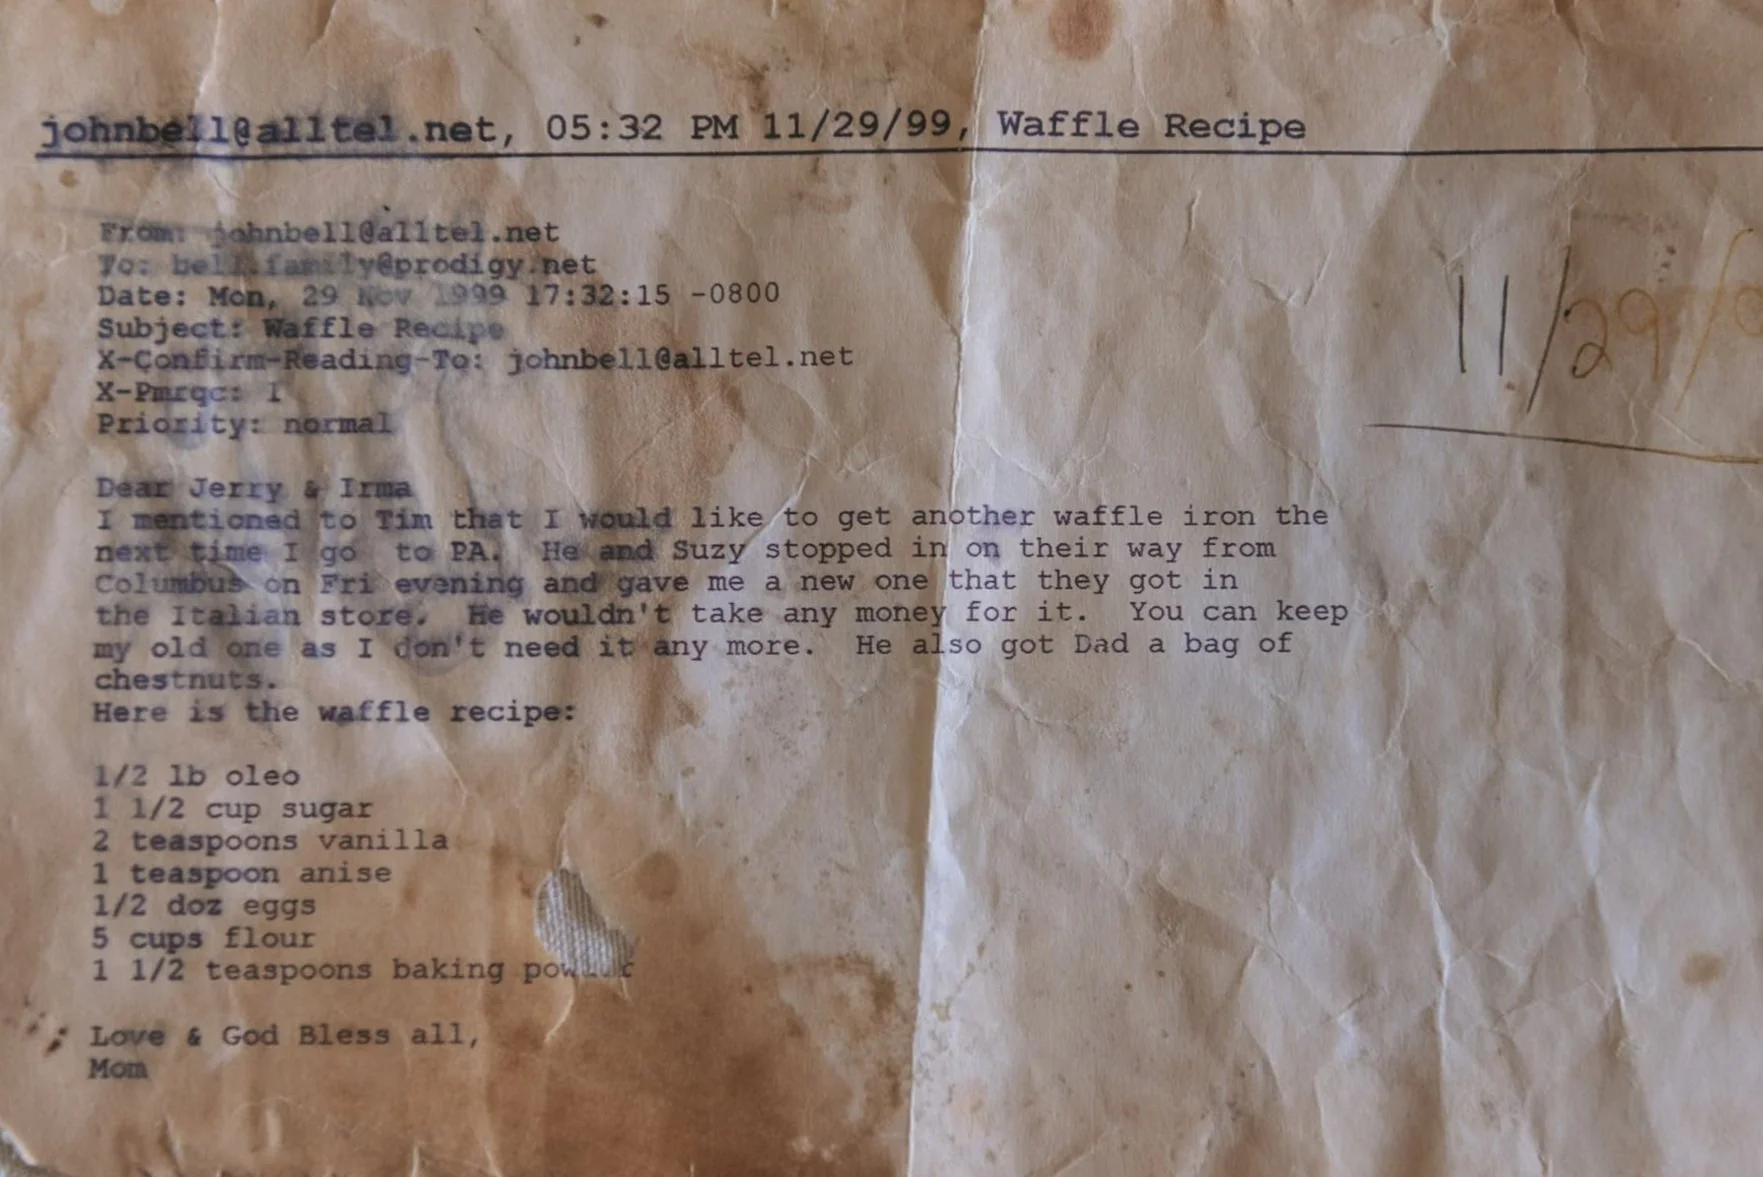 johnbell@alltel.net, 05:32 PM 11/29/99, Waffle Recipe
From: johnbell@alltel.net
To: bell.family@prodigy.net
Date: Mon, 29 Nov 1999 17:32:15 -0800
Subject: Waffle Recipe
X-Confirm-Reading-To: johnbell@alltel.net
X-Pmrqc: 1
Priority: normal
11/29/
Dear Jerry & Irma
I mentioned to Tim that I would like to get another waffle iron the
next time I go  to PA.  He and Suzy stopped in on their way from
Columbus on Fri evening and gave me a new one that they got in
the Italian store.  He wouldn't take any money for it.  You can keep
my old one as I don't need it any more.  He also got Dad a bag of
chestnuts.
Here is the waffle recipe:
1/2 lb oleo
1 1/2 cup sugar
2 teaspoons vanilla
1 teaspoon anise
1/2 doz eggs
5 cups flour
1 1/2 teaspoons baking powder
Love & God Bless all,
Mom